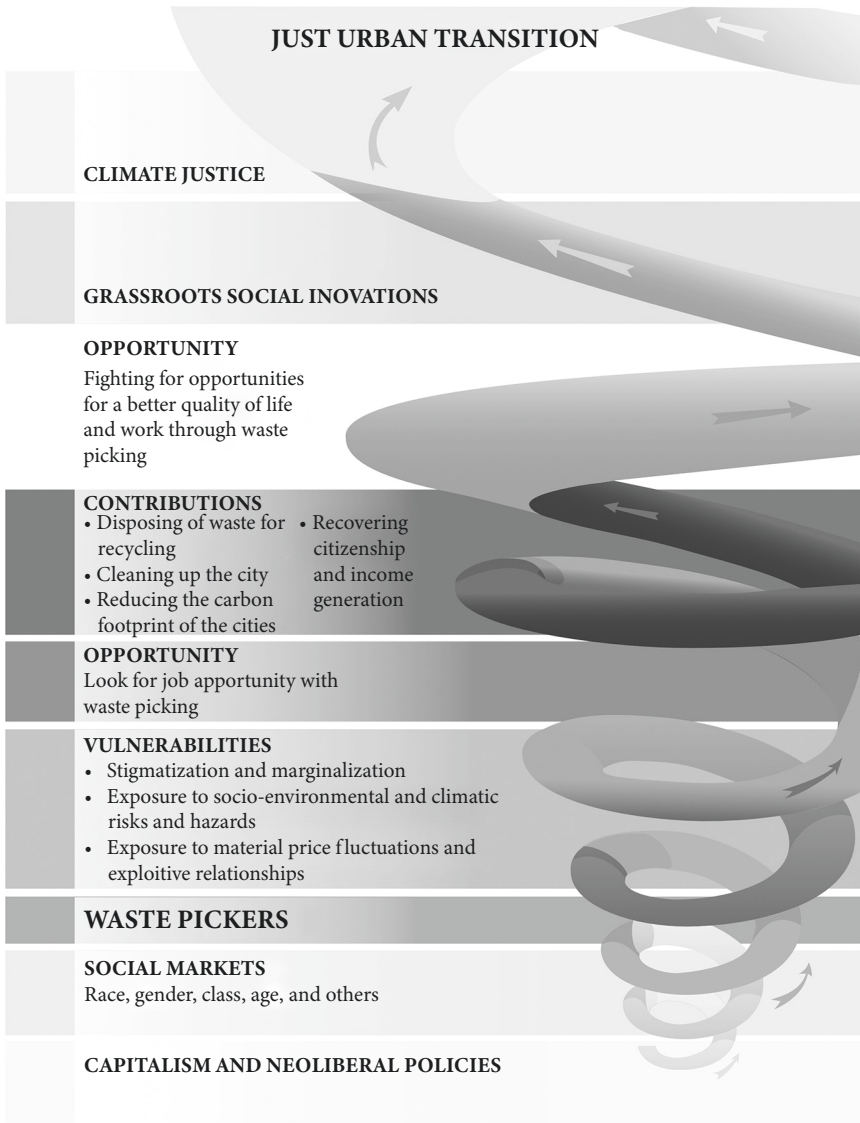 JUST URBAN TRANSITION
CLIMATE JUSTICE
GRASSROOTS SOCIAL INOVATIONS
OPPORTUNITY
Fighting for opportunities
for a better quality of life
and work through waste
picking
CONTRIBUTIONS
• Disposing of waste for
recycling
• Cleaning up the city
• Reducing the carbon
footprint of the cities
• Recovering
citizenship
and income
generation
OPPORTUNITY
Look for job apportunity with
waste picking
VULNERABILITIES
• Stigmatization and marginalization
• Exposure to socio-environmental and climatic
risks and hazards
• Exposure to material price fluctuations and
exploitive relationships
WASTE PICKERS
SOCIAL MARKETS
Race, gender, class, age, and others
CAPITALISM AND NEOLIBERAL POLICIES